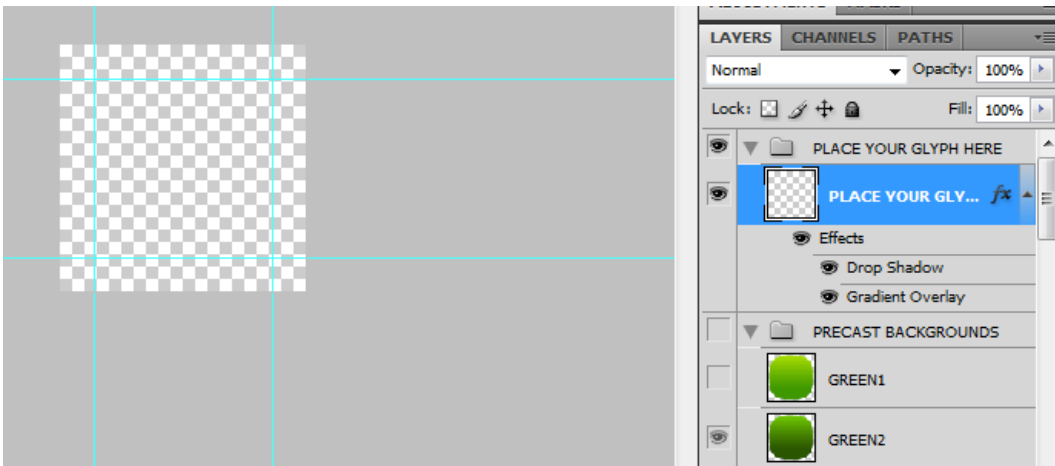 LAYERS CHANNELS PATHS
Normal Opacity: 100%
Lock: Fill: 100%
PLACE YOUR GLYPH HERE
PLACE YOUR GLY... fx
Effects
Drop Shadow
Gradient Overlay
PRECAST BACKGROUNDS
GREEN1
GREEN2